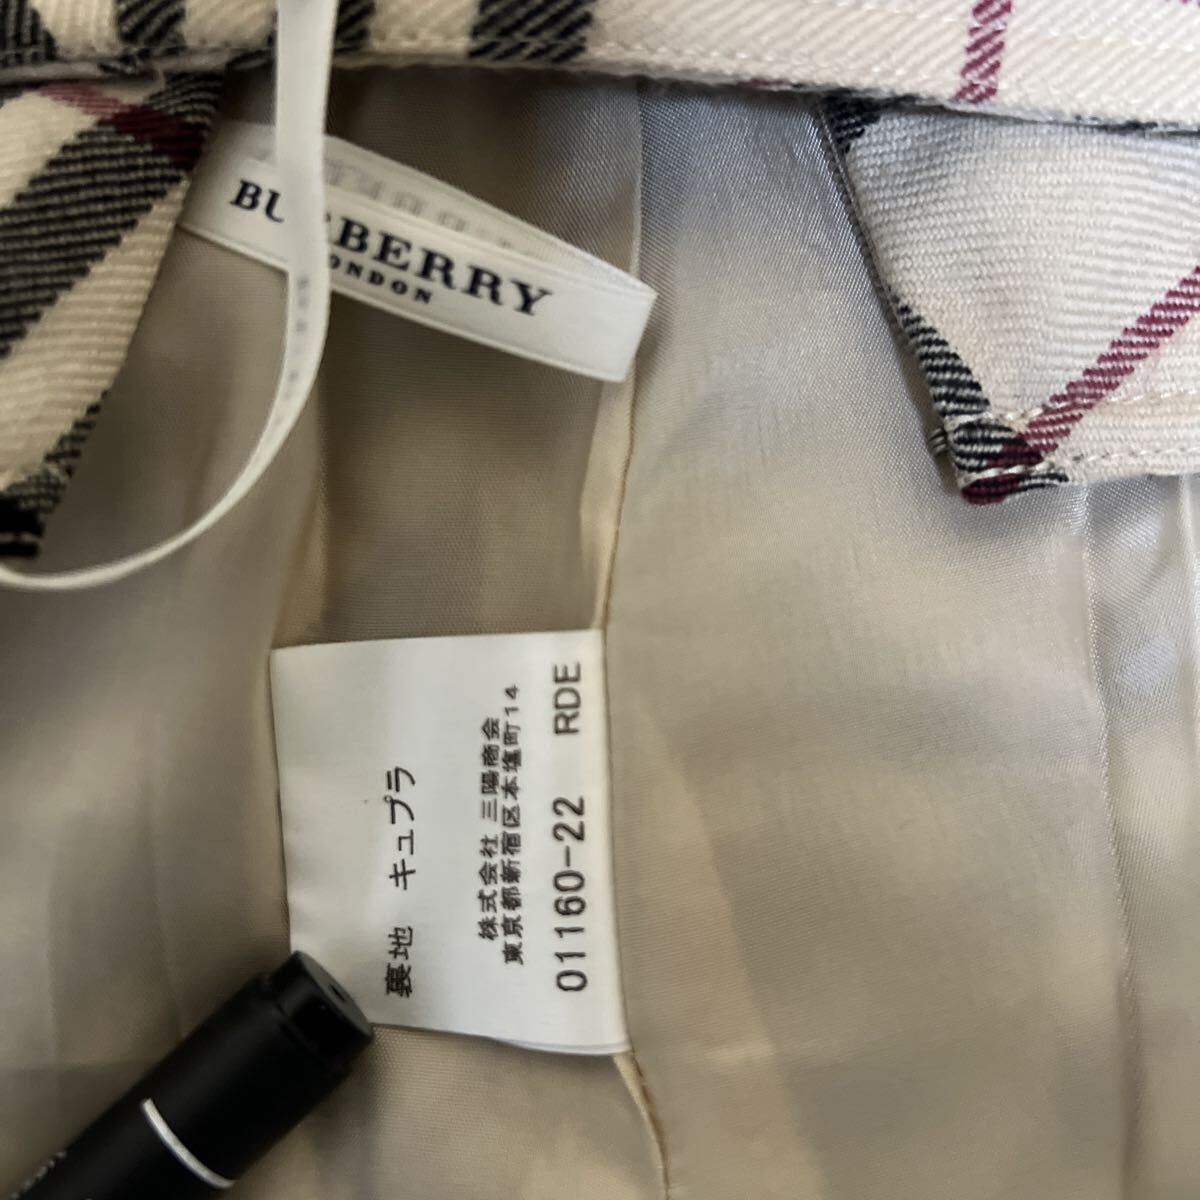 BURBERRY
LONDON
裏地 キュプラ
株式会社 三陽商会
東京都新宿区本塩町14
01160-22 RDE